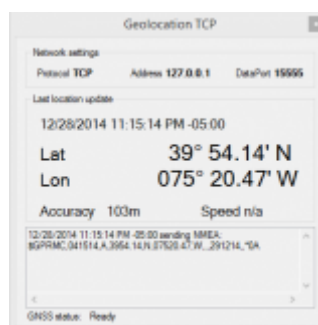 Geolocation TCP
Network settings
Protocol TCP Address 127.0.0.1 DataPort 15555
Last location update
12/28/2014 11:15:14 PM -05:00
Lat 39° 54.14' N
Lon 075° 20.47' W
Accuracy 103m Speed n/a
12/28/2014 11:15:14 PM -05:00 sending NMEA:
$GPRMC,041514,A,3954.14,N,07520.47,W,,,291214,,*0A
GNSS status: Ready